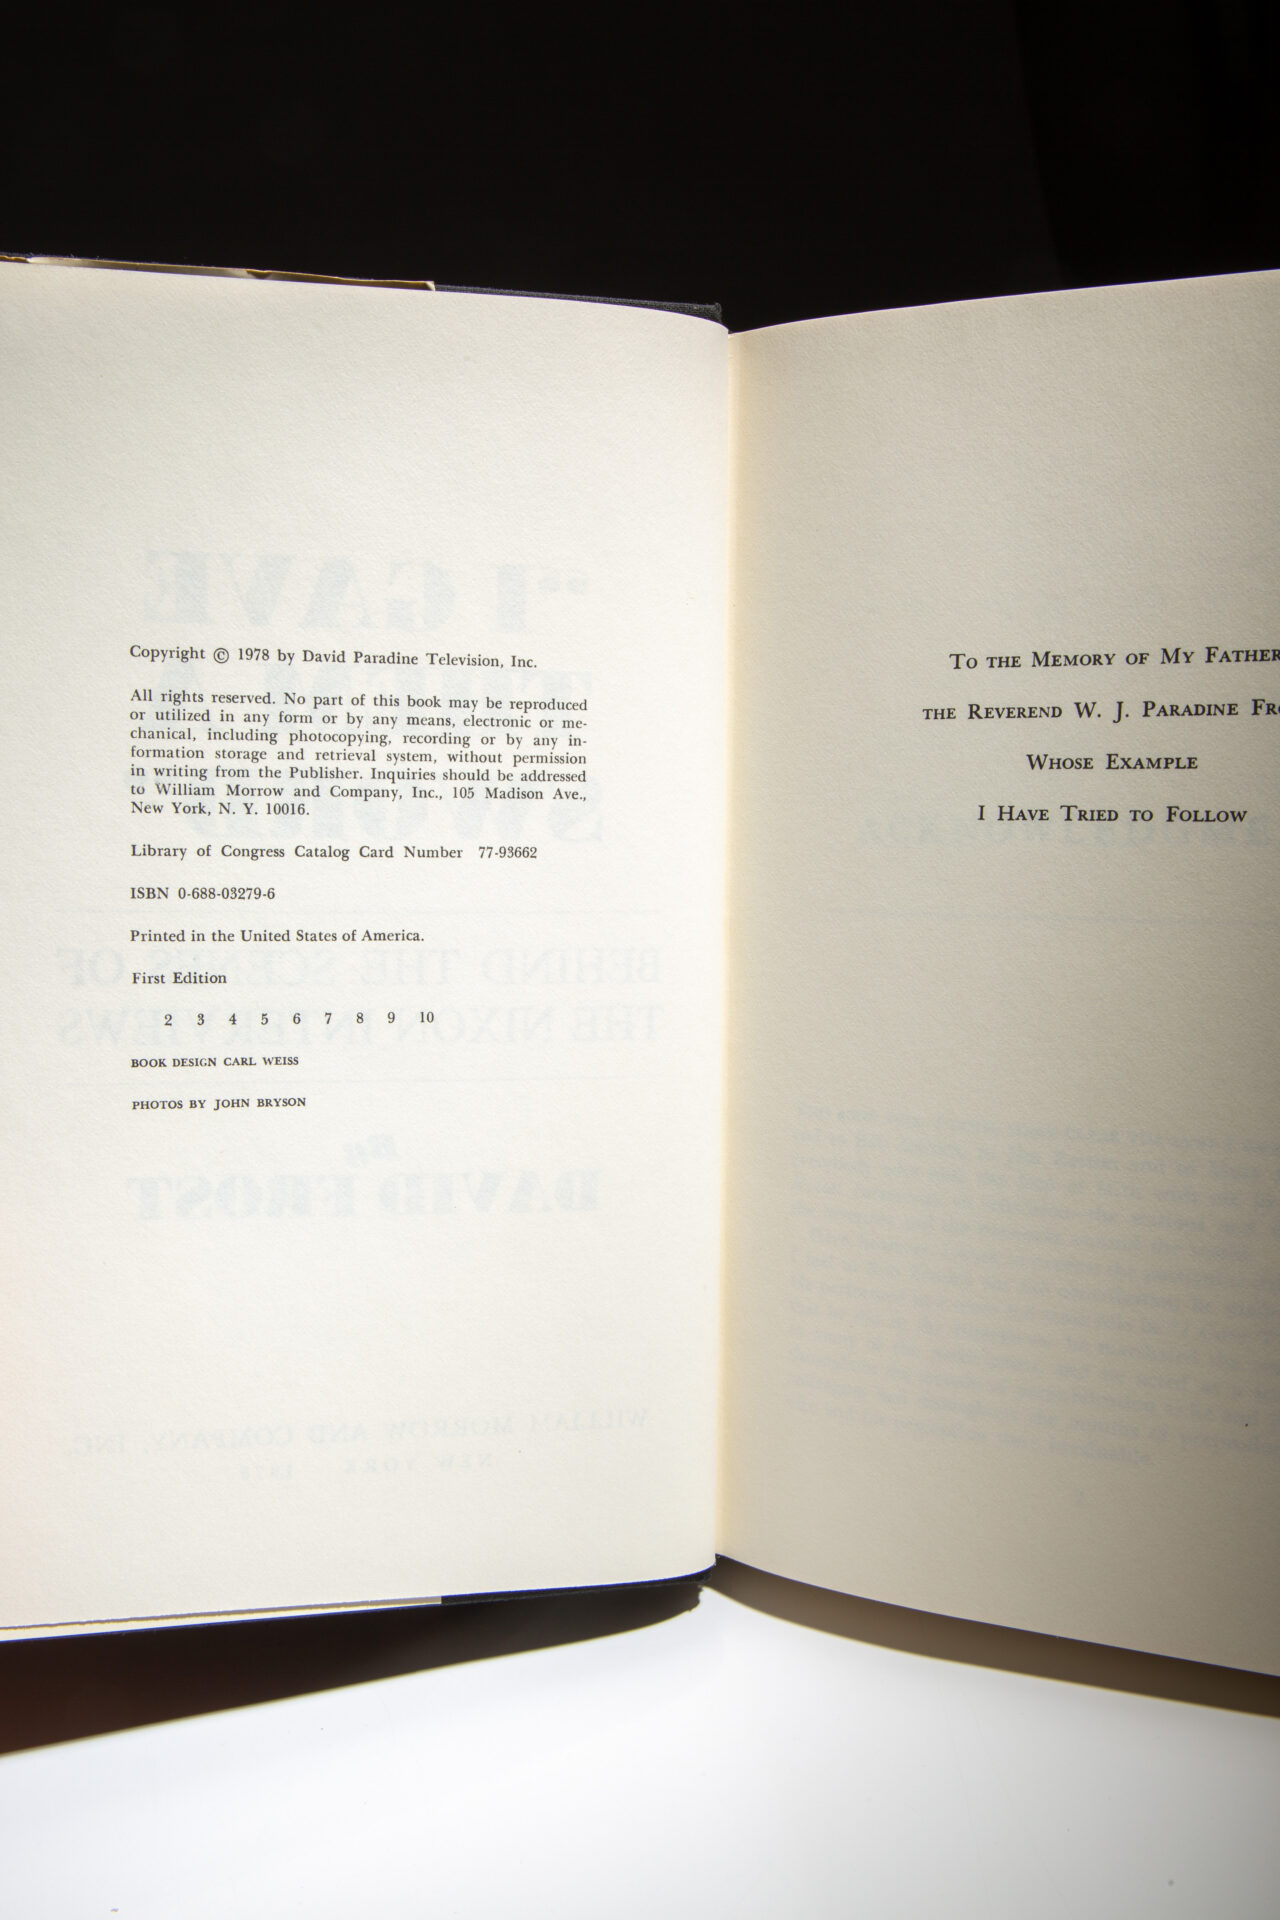 Copyright © 1978 by David Paradine Television, Inc.
All rights reserved. No part of this book may be reproduced
or utilized in any form or by any means, electronic or me-
chanical, including photocopying, recording or by any in-
formation storage and retrieval system, without permission
in writing from the Publisher. Inquiries should be addressed
to William Morrow and Company, Inc., 105 Madison Ave.,
New York, N. Y. 10016.
Library of Congress Catalog Card Number 77-93662
ISBN 0-688-03279-6
Printed in the United States of America.
First Edition
2 3 4 5 6 7 8 9 10
BOOK DESIGN CARL WEISS
PHOTOS BY JOHN BRYSON
To the Memory of My Father
the Reverend W. J. Paradine
Whose Example
I Have Tried to Follow